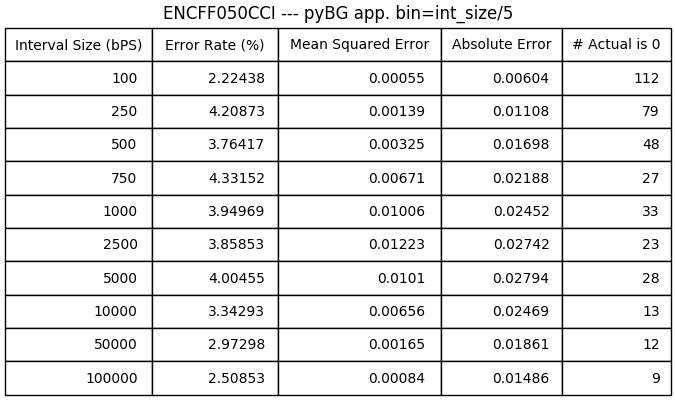 ENCFF050CCI --- pyBG app. bin=int_size/5
Interval Size (bPS) Error Rate (%) Mean Squared Error Absolute Error # Actual is 0
100 2.22438 0.00055 0.00604 112
250 4.20873 0.00139 0.01108 79
500 3.76417 0.00325 0.01698 48
750 4.33152 0.00671 0.02188 27
1000 3.94969 0.01006 0.02452 33
2500 3.85853 0.01223 0.02742 23
5000 4.00455 0.0101 0.02794 28
10000 3.34293 0.00656 0.02469 13
50000 2.97298 0.00165 0.01861 12
100000 2.50853 0.00084 0.01486 9